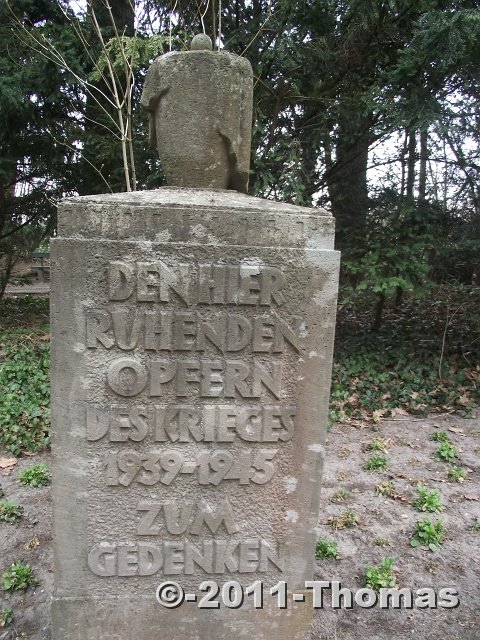 DEN HIER
RUHENDEN
OPFERN
DES KRIEGES
1939-1945
ZUM
GEDENKEN
©-2011-Thomas